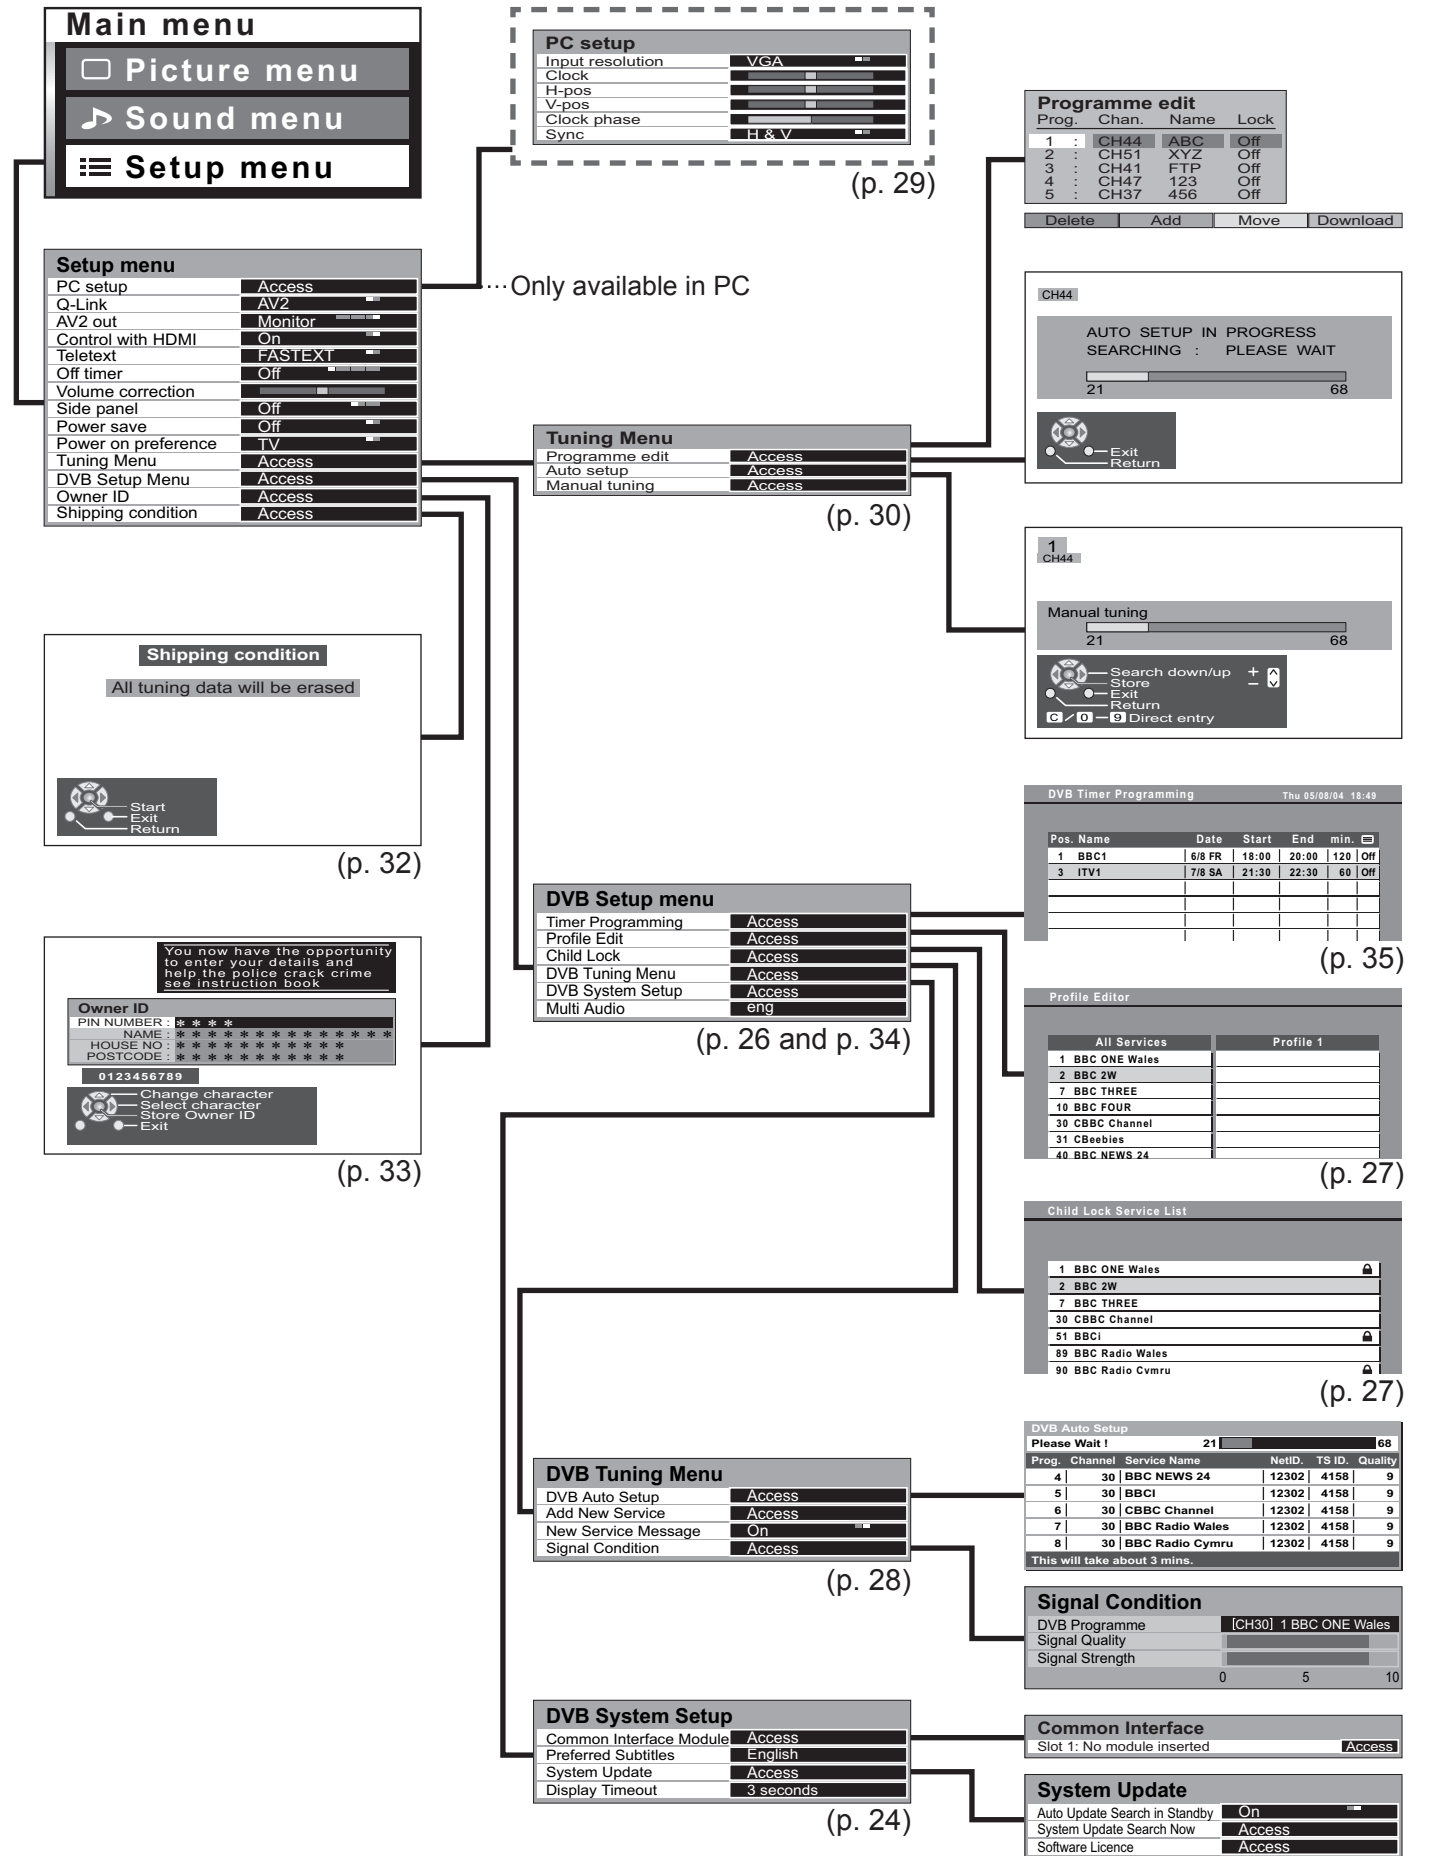 Main menu
Picture menu
Sound menu
Setup menu
PC setup
Input resolution VGA
Clock
H-pos
V-pos
Clock phase
Sync H & V
(p. 29)
Programme edit
Prog. Chan. Name Lock
1 : CH44 ABC Off
2 : CH51 XYZ Off
3 : CH41 FTP Off
4 : CH47 123 Off
5 : CH37 456 Off
Delete Add Move Download
Setup menu
PC setup Access
Q-Link AV2
AV2 out Monitor
Control with HDMI On
Teletext FASTEXT
Off timer Off
Volume correction
Side panel Off
Power save Off
Power on preference TV
Tuning Menu Access
DVB Setup Menu Access
Owner ID Access
Shipping condition Access
Only available in PC
CH44
AUTO SETUP IN PROGRESS
SEARCHING : PLEASE WAIT
21 68
Exit
Return
Tuning Menu
Programme edit Access
Auto setup Access
Manual tuning Access
(p. 30)
1
CH44
Manual tuning
21 68
Search down/up + −
Store
Exit
Return
C / 0 – 9 Direct entry
Shipping condition
All tuning data will be erased
Start
Exit
Return
(p. 32)
DVB Timer Programming Thu 05/08/04 18:49
Pos. Name Date Start End min.
1 BBC1 6/8 FR 18:00 20:00 120 Off
3 ITV1 7/8 SA 21:30 22:30 60 Off
(p. 35)
DVB Setup menu
Timer Programming Access
Profile Edit Access
Child Lock Access
DVB Tuning Menu Access
DVB System Setup Access
Multi Audio eng
(p. 26 and p. 34)
You now have the opportunity
to enter your details and
help the police crack crime
see instruction book
Owner ID
PIN NUMBER : * * * *
NAME : * * * * * * * * * * * * * *
HOUSE NO : * * * * * * * * * * *
POSTCODE : * * * * * * * * * * *
0123456789
Change character
Select character
Store Owner ID
Exit
(p. 33)
Profile Editor
All Services Profile 1
1 BBC ONE Wales
2 BBC 2W
7 BBC THREE
10 BBC FOUR
30 CBBC Channel
31 CBeebies
40 BBC NEWS 24
(p. 27)
Child Lock Service List
1 BBC ONE Wales
2 BBC 2W
7 BBC THREE
30 CBBC Channel
51 BBCi
89 BBC Radio Wales
90 BBC Radio Cymru
(p. 27)
DVB Tuning Menu
DVB Auto Setup Access
Add New Service Access
New Service Message On
Signal Condition Access
(p. 28)
DVB Auto Setup
Please Wait ! 21 68
Prog. Channel Service Name NetID. TS ID. Quality
4 30 BBC NEWS 24 12302 4158 9
5 30 BBCI 12302 4158 9
6 30 CBBC Channel 12302 4158 9
7 30 BBC Radio Wales 12302 4158 9
8 30 BBC Radio Cymru 12302 4158 9
This will take about 3 mins.
Signal Condition
DVB Programme [CH30] 1 BBC ONE Wales
Signal Quality
Signal Strength
0 5 10
DVB System Setup
Common Interface Module Access
Preferred Subtitles English
System Update Access
Display Timeout 3 seconds
(p. 24)
Common Interface
Slot 1: No module inserted Access
System Update
Auto Update Search in Standby On
System Update Search Now Access
Software Licence Access